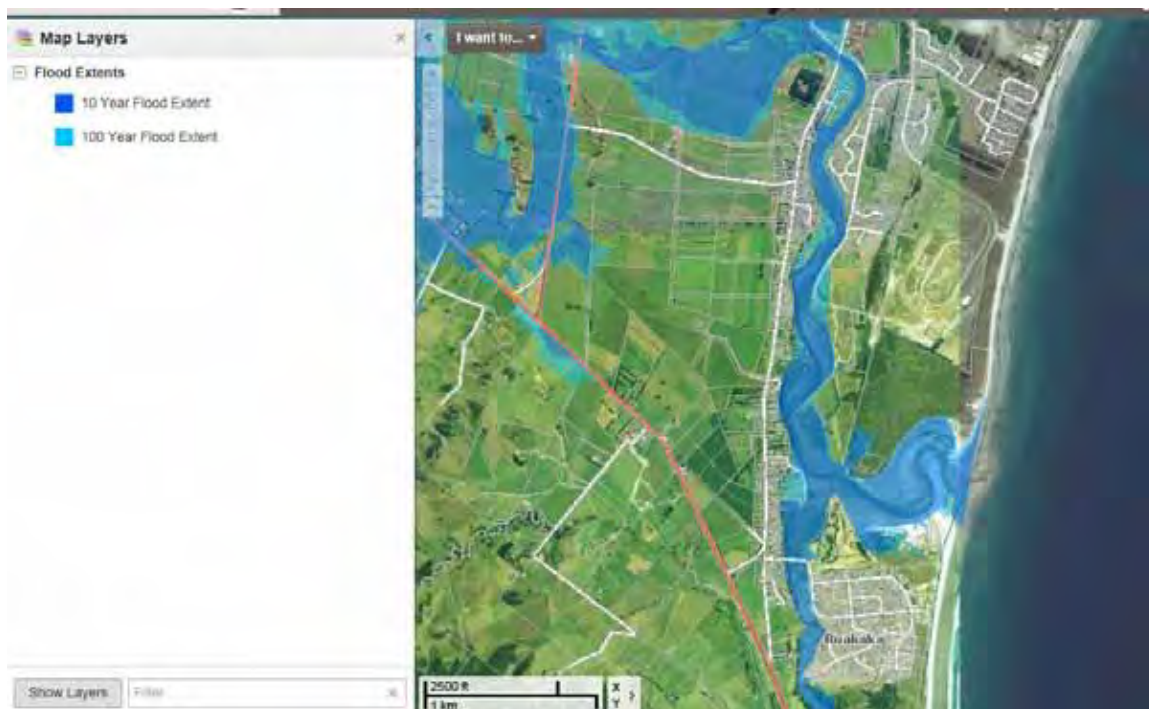 Map Layers
I want to...
Flood Extents
10 Year Flood Extent
100 Year Flood Extent
Ruakaka
Show Layers
Filter
2500 ft
1 km
X
Y